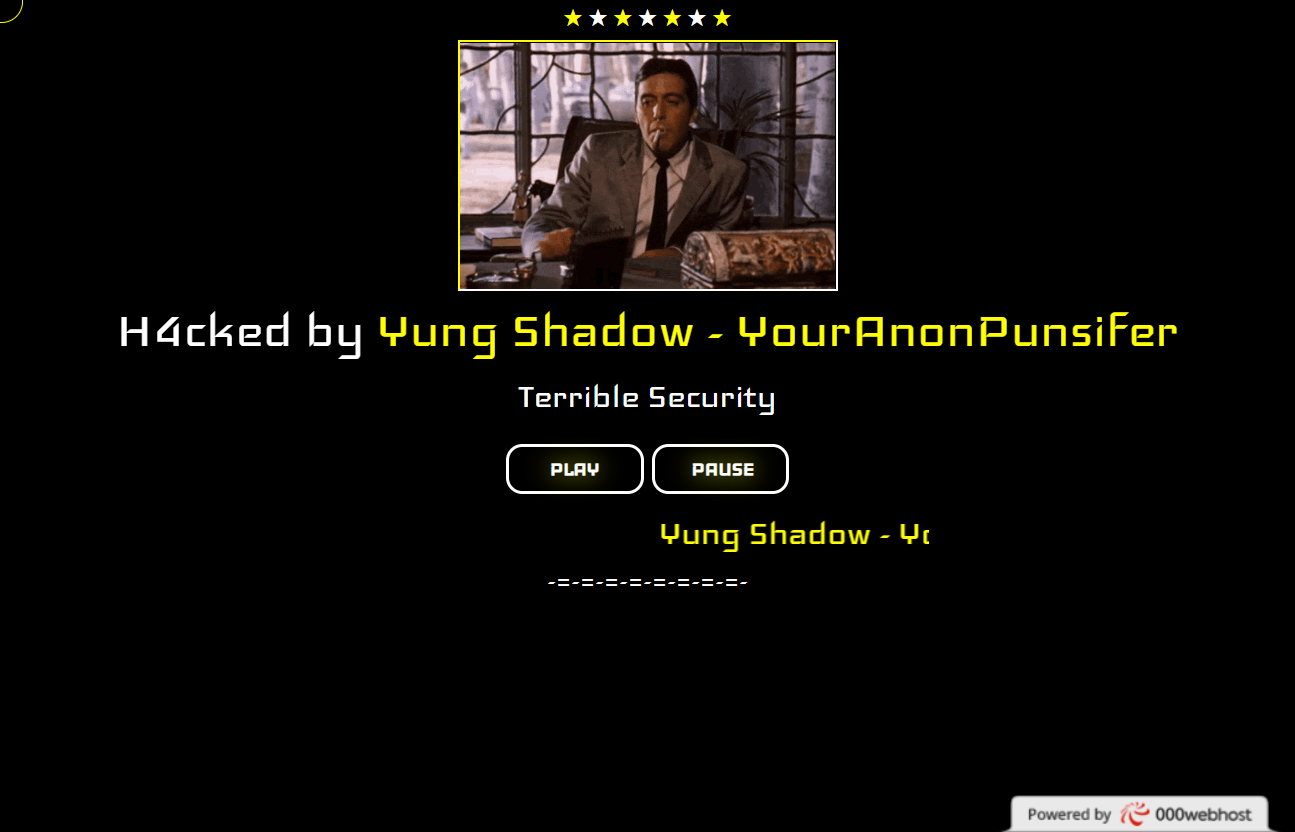 H4cked by Yung Shadow - YourAnonPunsifer
Terrible Security
PLAY PAUSE
Yung Shadow - Yo
-=-=-=-=-=-=-=-=-
Powered by 000webhost